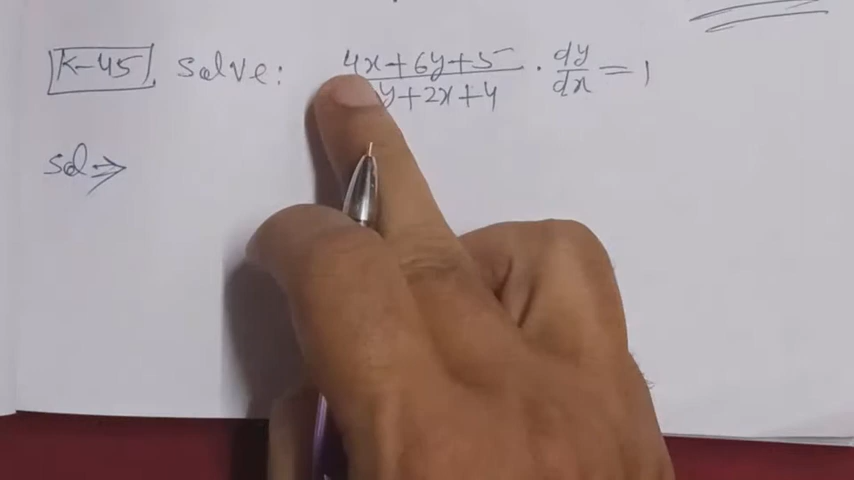 K-45. Solve: 4x+6y+5 / y+2x+4 · dy/dx = 1
sol ⇒